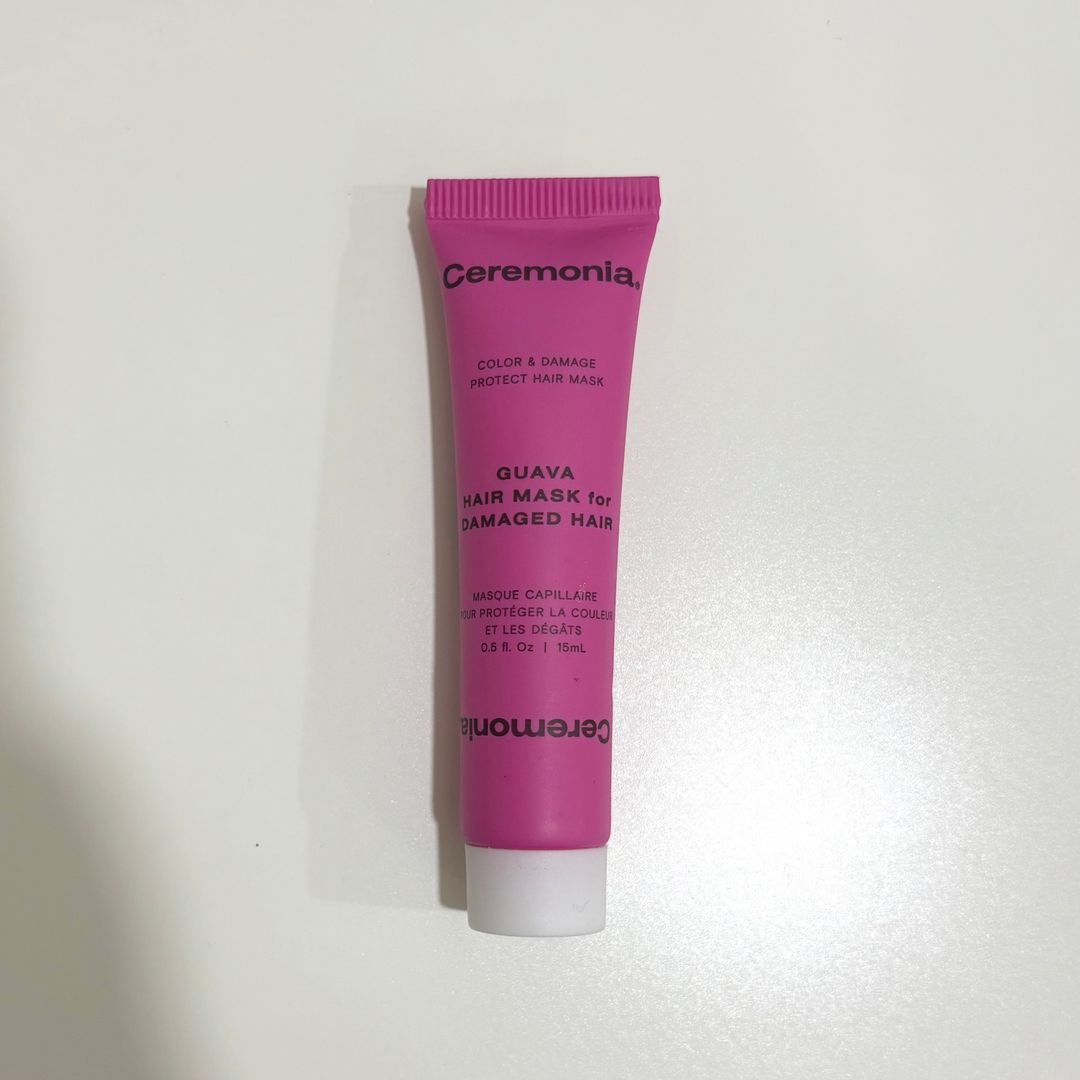 Ceremonia.
COLOR & DAMAGE
PROTECT HAIR MASK
GUAVA
HAIR MASK for
DAMAGED HAIR
MASQUE CAPILLAIRE
POUR PROTÉGER LA COULEUR
ET LES DÉGÂTS
0.5 fl. Oz | 15mL
Ceremonia.